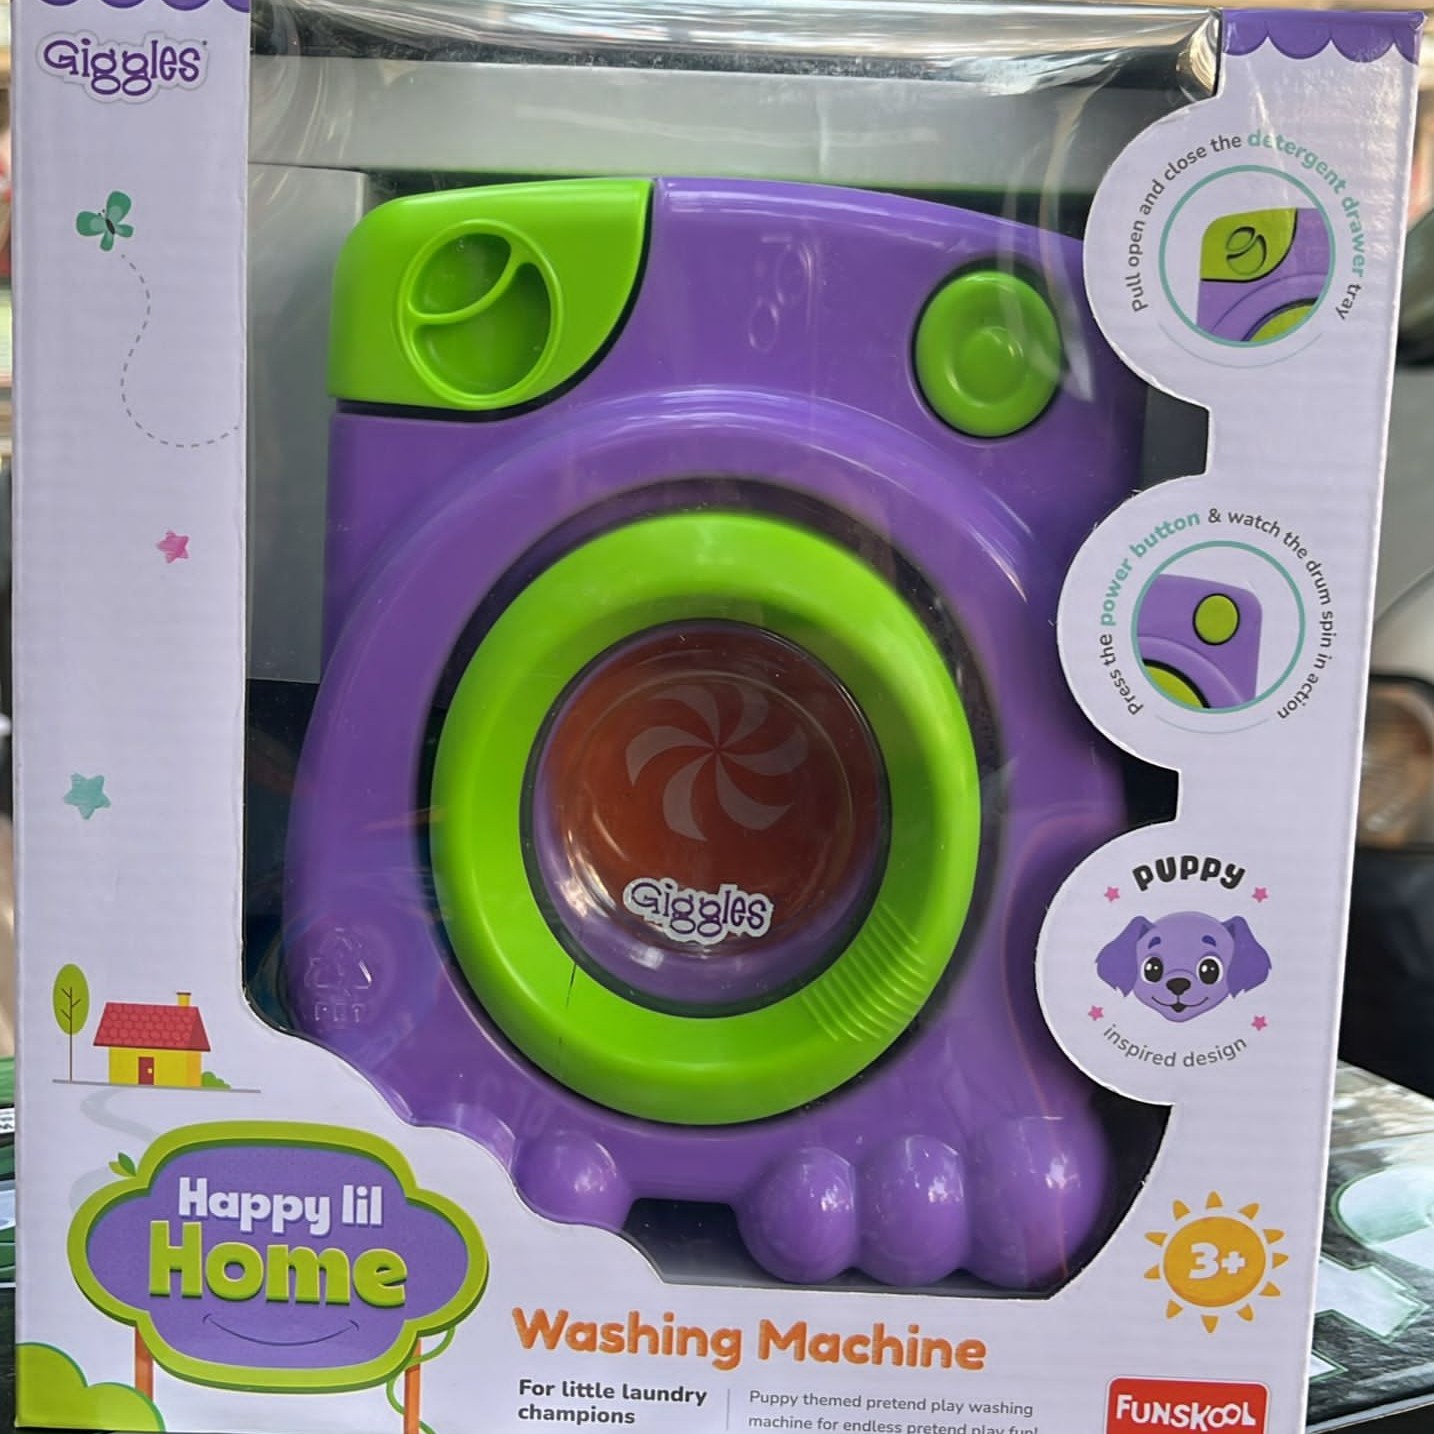 Giggles
Pull open and close the detergent drawer tray
Press the power button & watch the drum spin in action
Giggles
PUPPY
inspired design
PET
Happy lil
Home
3+
Washing Machine
For little laundry
champions
Puppy themed pretend play washing
machine for endless pretend play fun!
FUNSKOOL